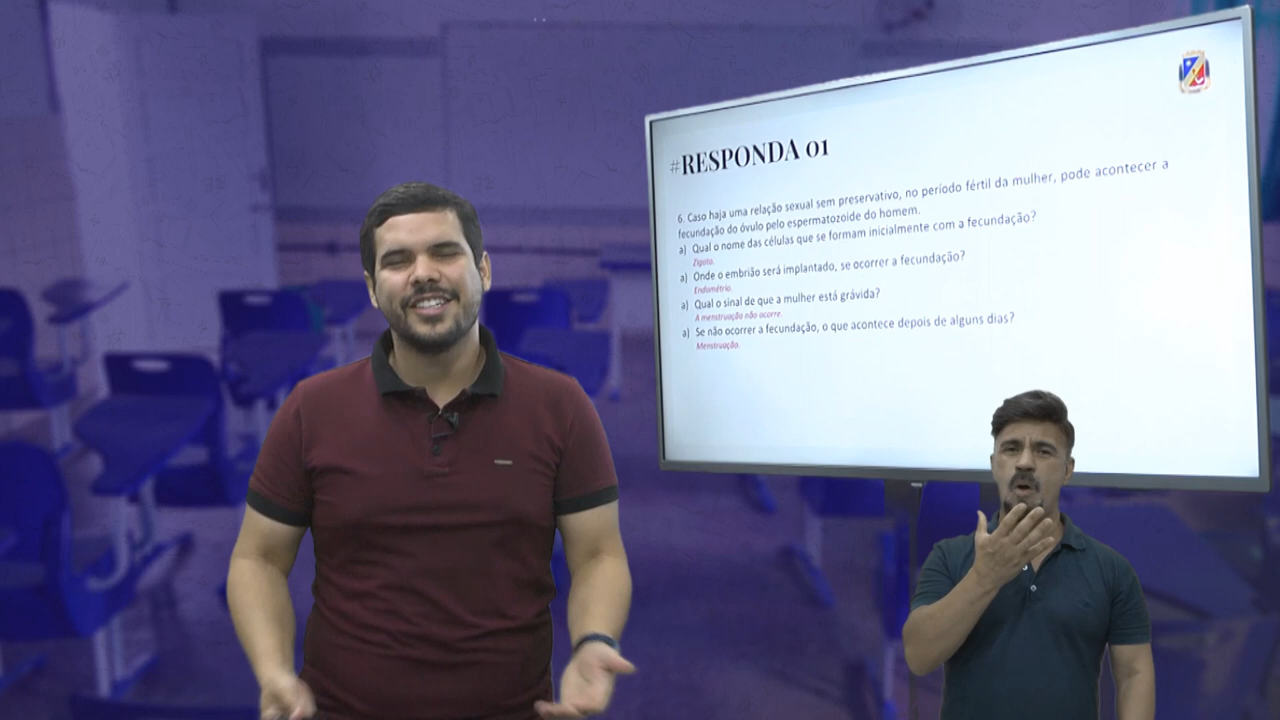 #RESPONDA 01
6. Caso haja uma relação sexual sem preservativo, no período fértil da mulher, pode acontecer a
fecundação do óvulo pelo espermatozoide do homem.
a) Qual o nome das células que se formam inicialmente com a fecundação?
Zigoto.
a) Onde o embrião será implantado, se ocorrer a fecundação?
Endométrio.
a) Qual o sinal de que a mulher está grávida?
A menstruação não ocorre.
a) Se não ocorrer a fecundação, o que acontece depois de alguns dias?
Menstruação.